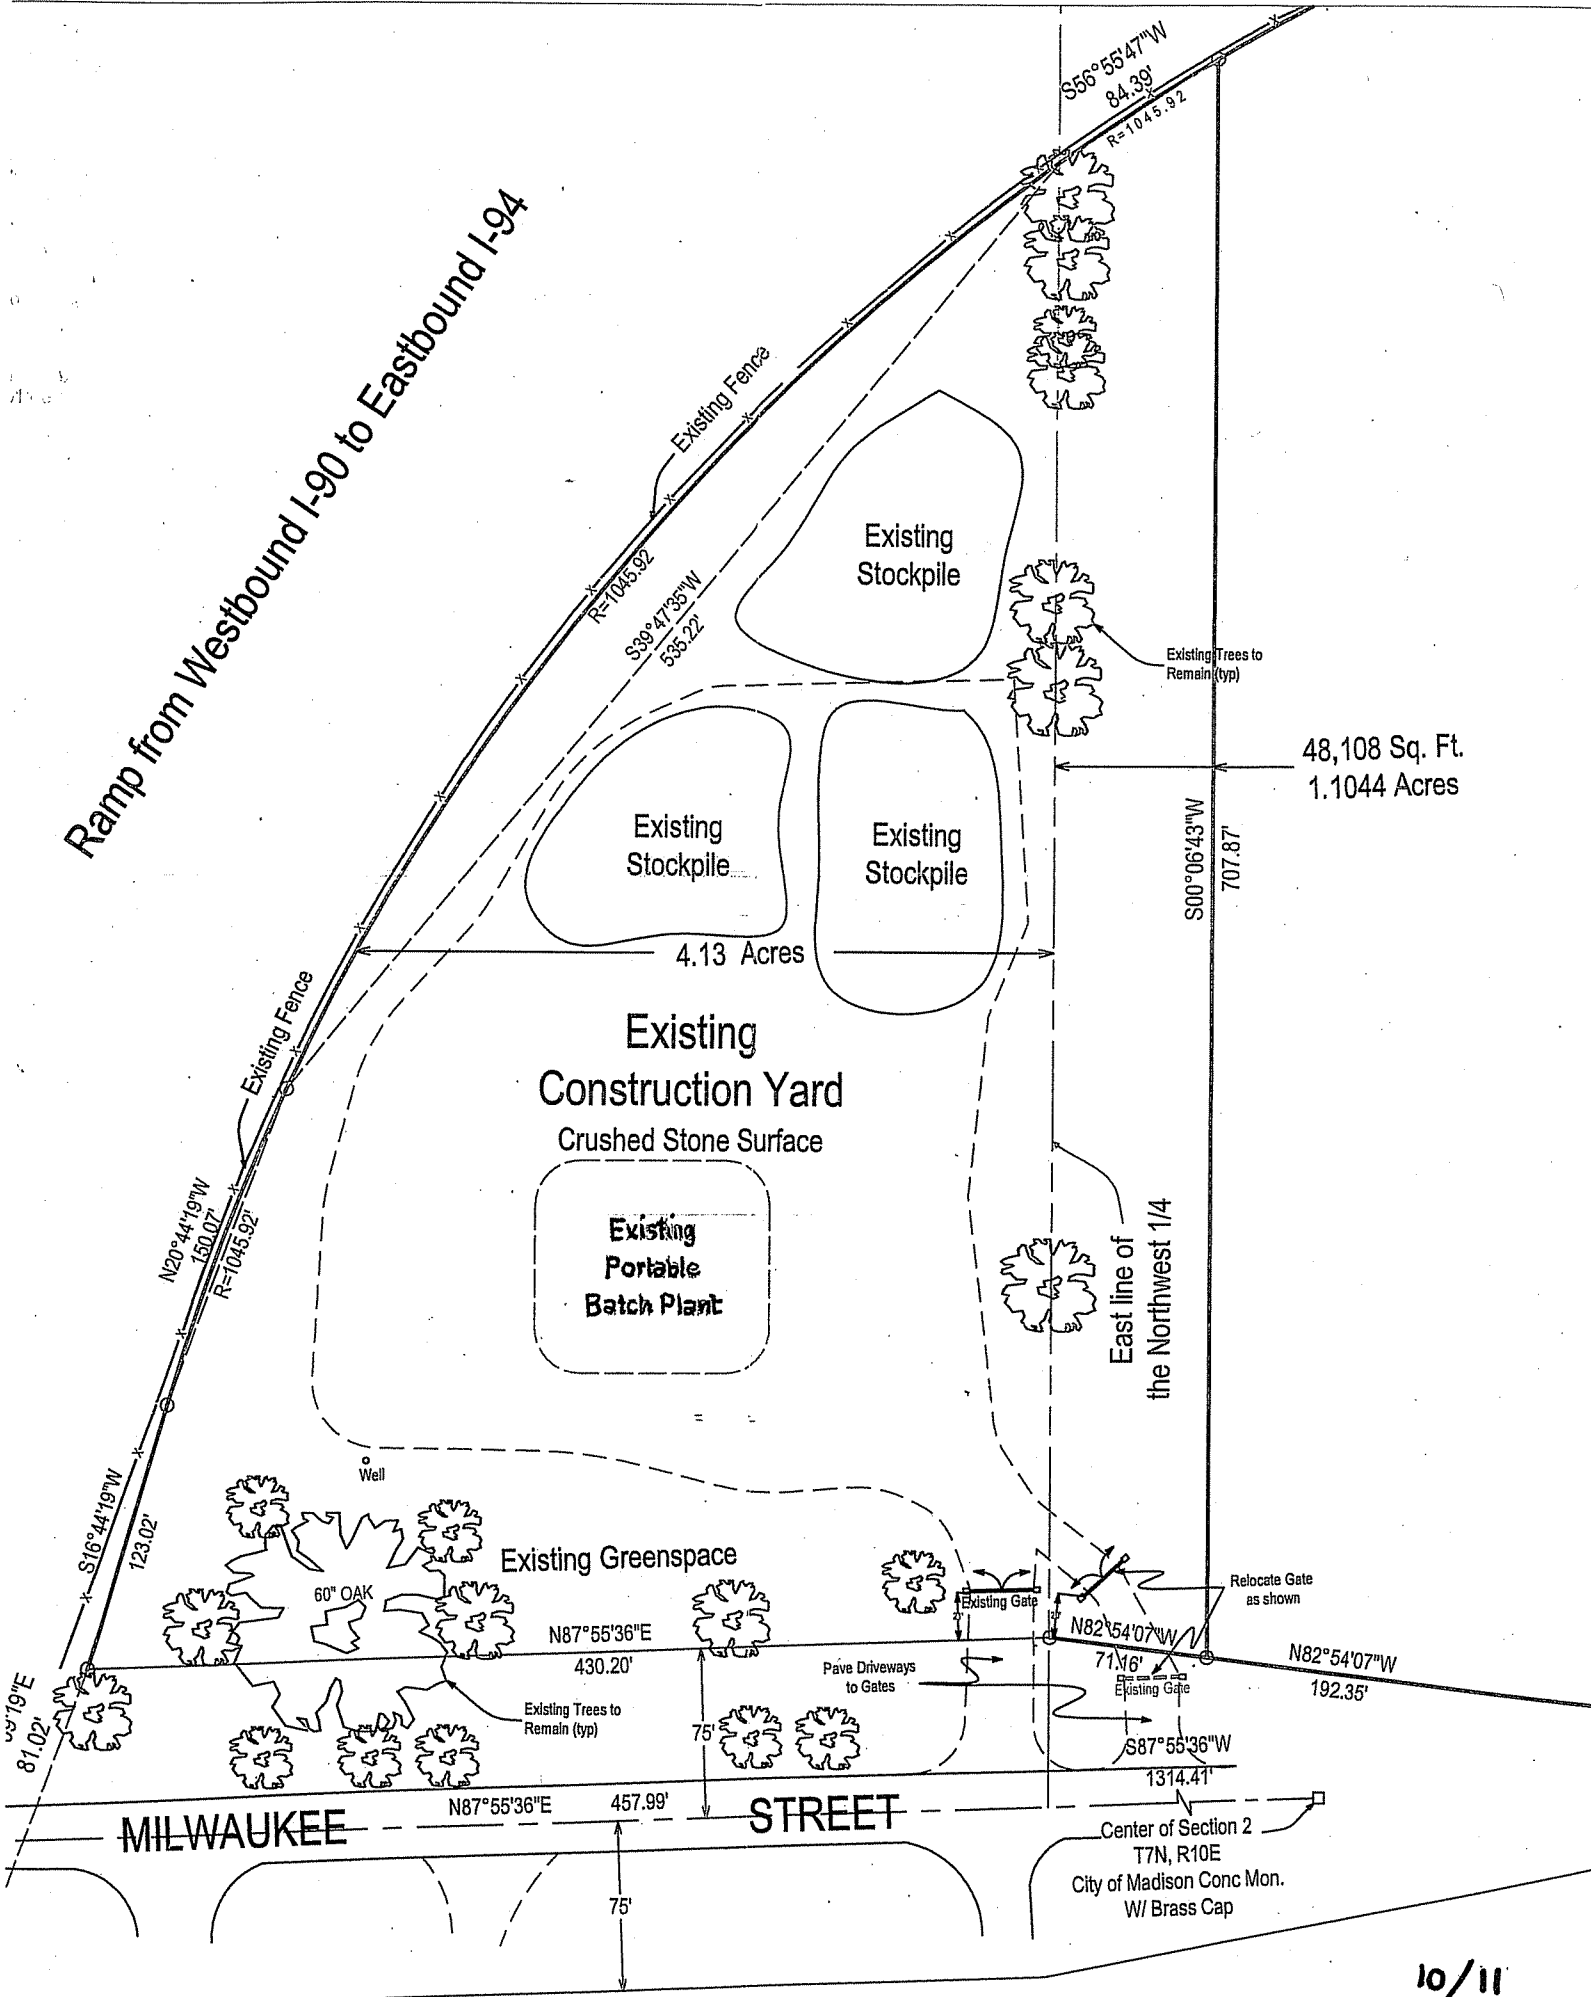 S56°55'47"W
84.39'
R=1045.92
Ramp from Westbound I-90 to Eastbound I-94
Existing Fence
R=1045.92
S39°47'35"W
535.22'
Existing
Stockpile
Existing Trees to
Remain (typ)
48,108 Sq. Ft.
1.1044 Acres
S00°06'43"W
707.87'
Existing
Stockpile
Existing
Stockpile
4.13 Acres
Existing Fence
Existing
Construction Yard
Crushed Stone Surface
N20°44'19"W
150.07'
R=1045.92'
Existing
Portable
Batch Plant
East line of
the Northwest 1/4
Well
S16°44'19"W
123.02'
60" OAK
Existing Greenspace
Existing Gate
Relocate Gate
as shown
N87°55'36"E
430.20'
N82°54'07"W
71.16'
N82°54'07"W
192.35'
Pave Driveways
to Gates
Existing Gate
Existing Trees to
Remain (typ)
75'
19"E
81.02'
S87°55'36"W
1314.41'
N87°55'36"E
457.99'
MILWAUKEE STREET
Center of Section 2
T7N, R10E
City of Madison Conc Mon.
W/ Brass Cap
75'
10/11